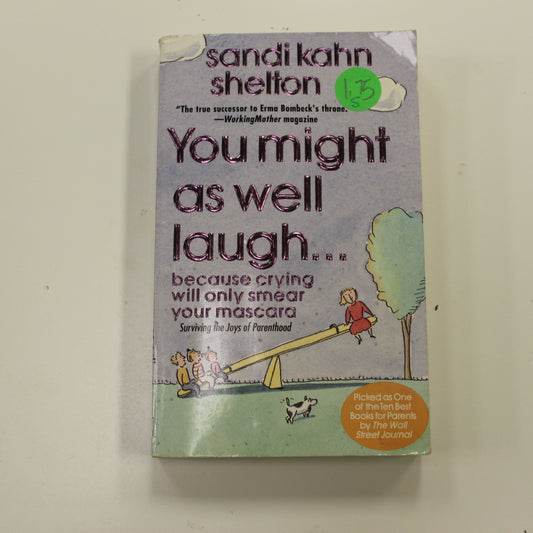 sandi kahn
shelton
1.75
S
"The true successor to Erma Bombeck's throne."
—WorkingMother magazine
You might
as well
laugh...
because crying
will only smear
your mascara
Surviving The Joys of Parenthood
Picked as One
of the Ten Best
Books for Parents
by The Wall
Street Journal